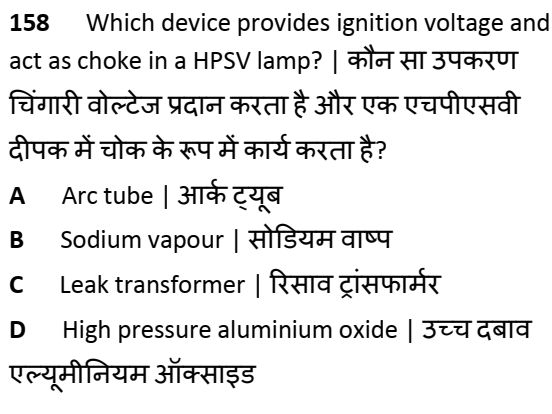 158 Which device provides ignition voltage and
act as choke in a HPSV lamp? | कौन सा उपकरण
चिंगारी वोल्टेज प्रदान करता है और एक एचपीएसवी
दीपक में चोक के रूप में कार्य करता है?
A Arc tube | आर्क ट्यूब
B Sodium vapour | सोडियम वाष्प
C Leak transformer | रिसाव ट्रांसफार्मर
D High pressure aluminium oxide | उच्च दबाव
एल्यूमीनियम ऑक्साइड